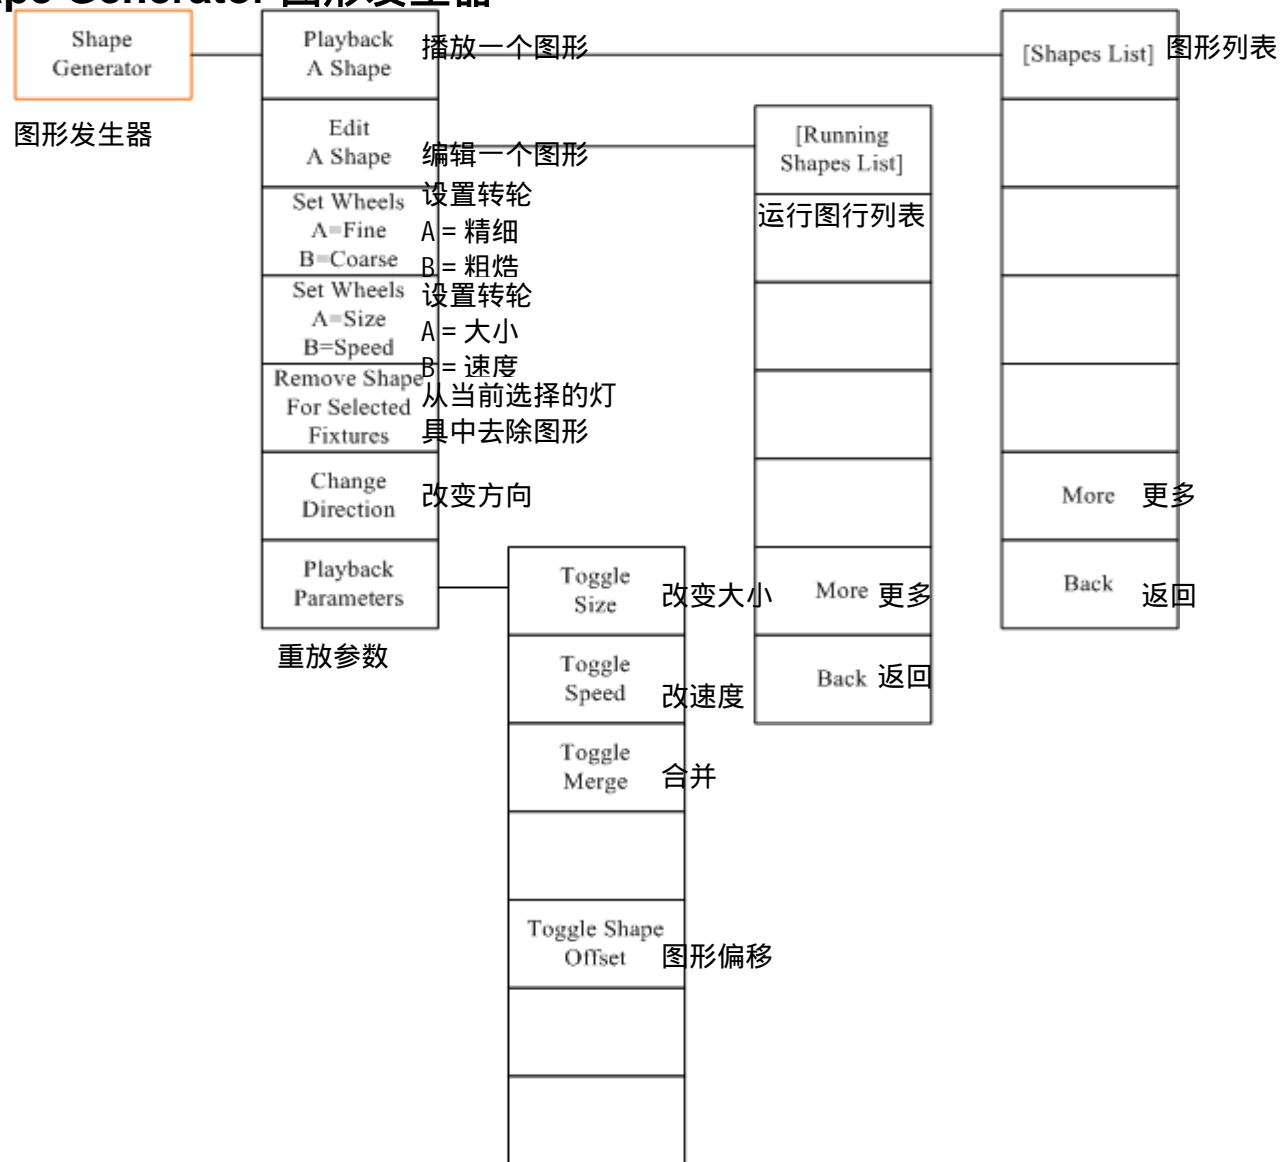 pe Generator 图形发生器
Shape
Generator
图形发生器
Playback
A Shape
播放一个图形
[Shapes List]
图形列表
Edit
A Shape
编辑一个图形
[Running
Shapes List]
运行图行列表
Set Wheels
A=Fine
B=Coarse
设置转轮
A = 精细
B = 粗焅
Set Wheels
A=Size
B=Speed
设置转轮
A = 大小
B = 速度
Remove Shape
For Selected
Fixtures
从当前选择的灯
具中去除图形
Change
Direction
改变方向
Playback
Parameters
重放参数
Toggle
Size
改变大小
Toggle
Speed
改速度
Toggle
Merge
合并
Toggle Shape
Offset
图形偏移
More
更多
Back
返回
More
更多
Back
返回